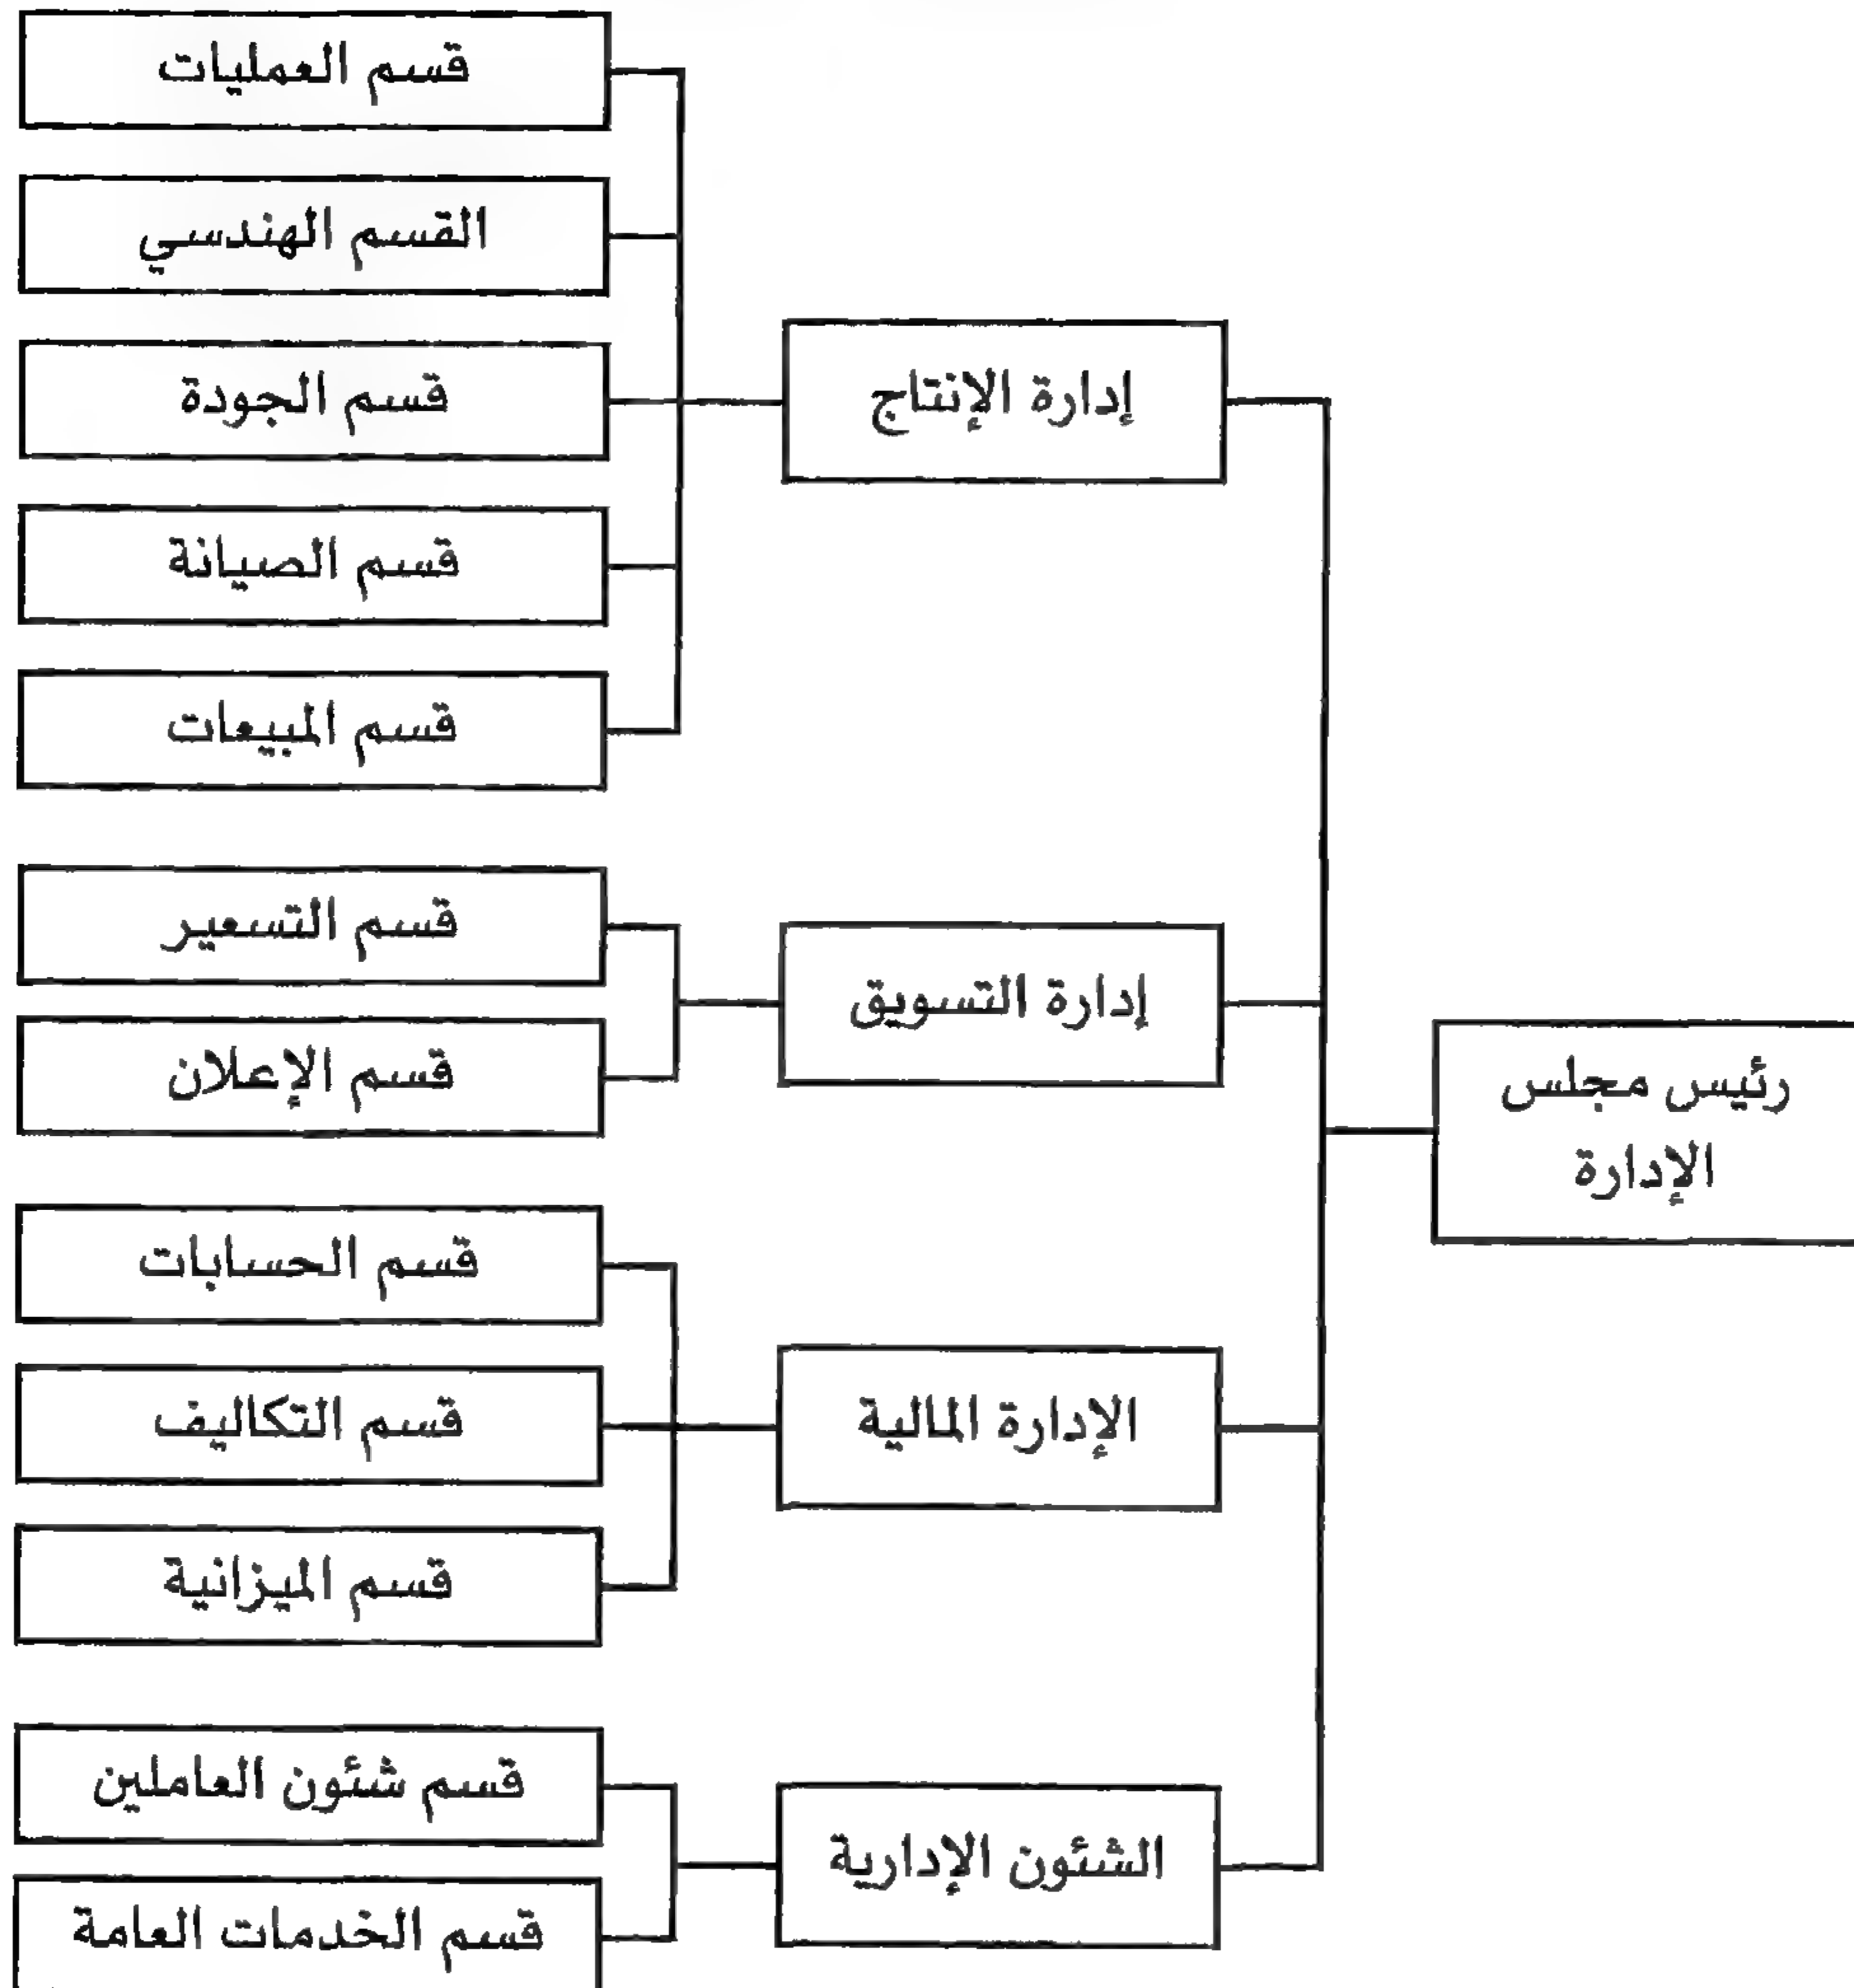 رئيس مجلس
الإدارة
إدارة الإنتاج
قسم العمليات
القسم الهندسي
قسم الجودة
قسم الصيانة
قسم المبيعات
إدارة التسويق
قسم التسعير
قسم الإعلان
الإدارة المالية
قسم الحسابات
قسم التكاليف
قسم الميزانية
الشئون الإدارية
قسم شئون العاملين
قسم الخدمات العامة